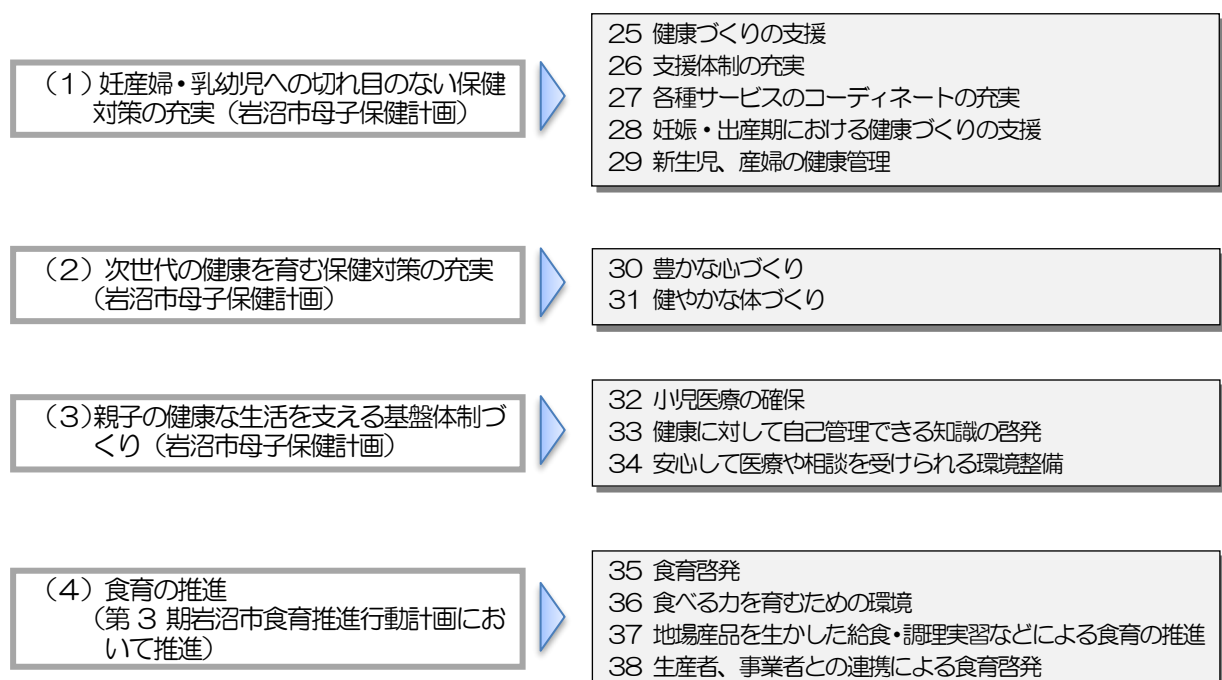 （1）妊産婦・乳幼児への切れ目のない保健
対策の充実（岩沼市母子保健計画）
25 健康づくりの支援
26 支援体制の充実
27 各種サービスのコーディネートの充実
28 妊娠・出産期における健康づくりの支援
29 新生児、産婦の健康管理
（2）次世代の健康を育む保健対策の充実
（岩沼市母子保健計画）
30 豊かな心づくり
31 健やかな体づくり
（3）親子の健康な生活を支える基盤体制づ
くり（岩沼市母子保健計画）
32 小児医療の確保
33 健康に対して自己管理できる知識の啓発
34 安心して医療や相談を受けられる環境整備
（4）食育の推進
（第 3 期岩沼市食育推進行動計画にお
いて推進）
35 食育啓発
36 食べる力を育むための環境
37 地場産品を生かした給食・調理実習などによる食育の推進
38 生産者、事業者との連携による食育啓発